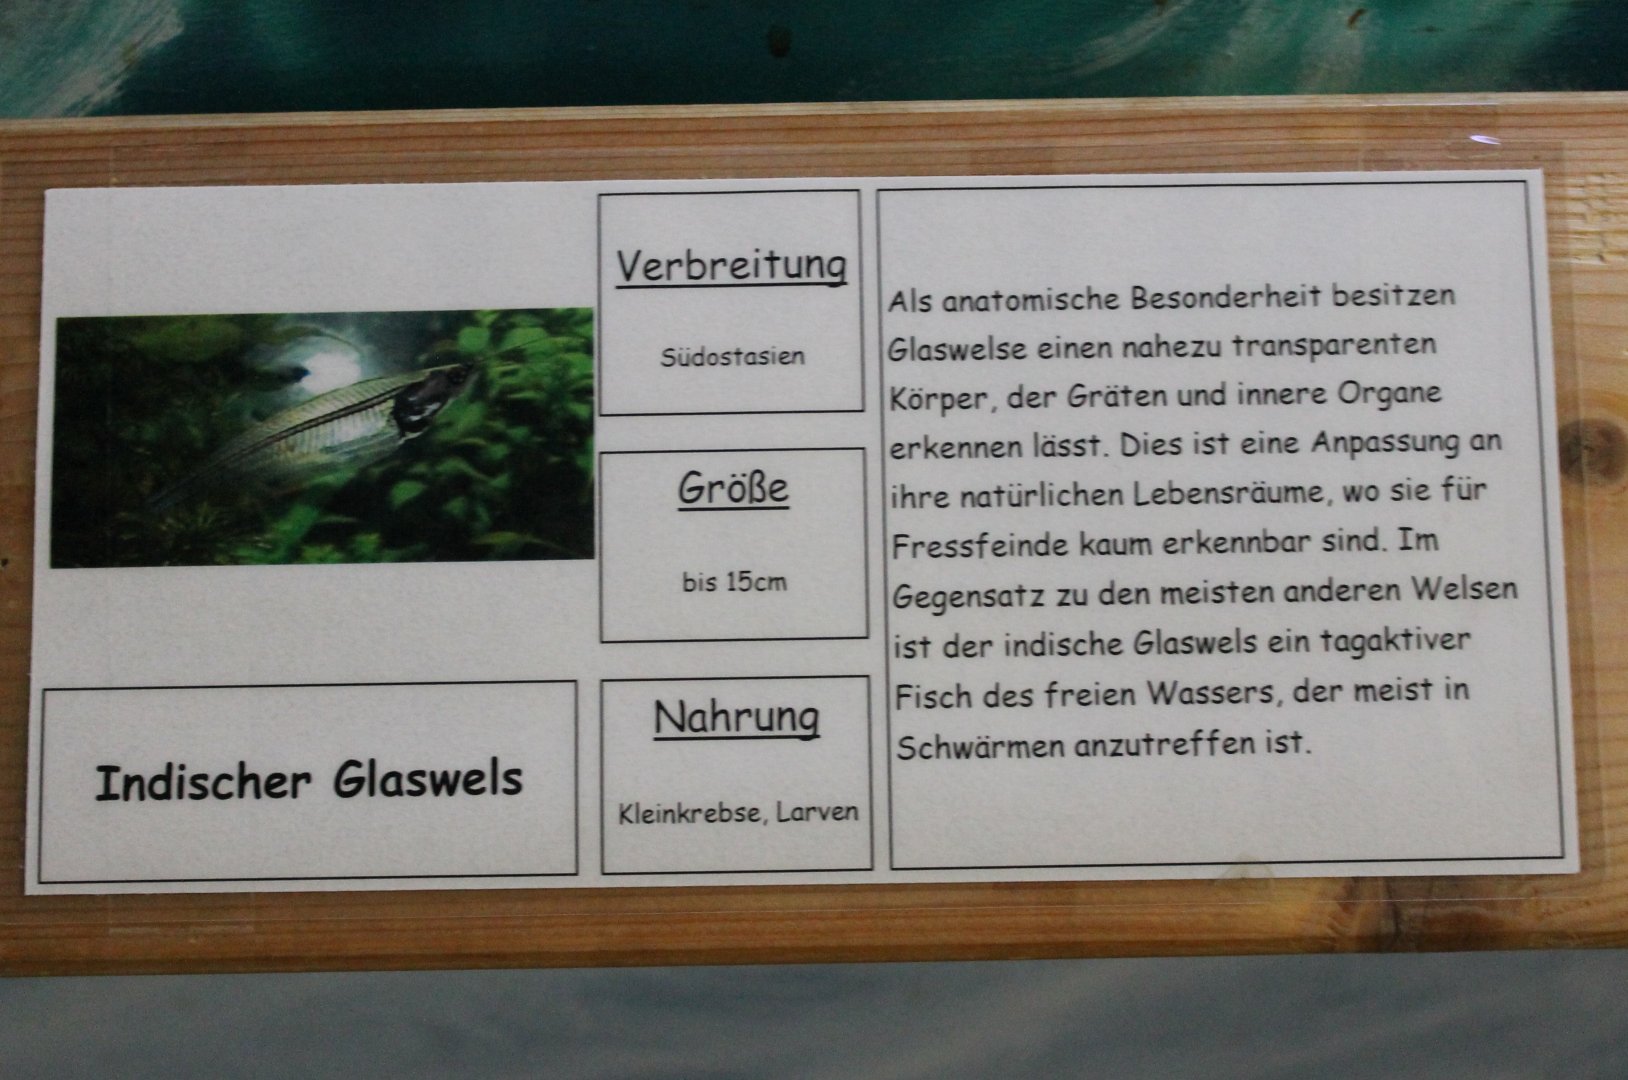 Indischer Glaswels
Verbreitung
Südostasien
Größe
bis 15cm
Nahrung
Kleinkrebse, Larven
Als anatomische Besonderheit besitzen
Glaswelse einen nahezu transparenten
Körper, der Gräten und innere Organe
erkennen lässt. Dies ist eine Anpassung an
ihre natürlichen Lebensräume, wo sie für
Fressfeinde kaum erkennbar sind. Im
Gegensatz zu den meisten anderen Welsen
ist der indische Glaswels ein tagaktiver
Fisch des freien Wassers, der meist in
Schwärmen anzutreffen ist.